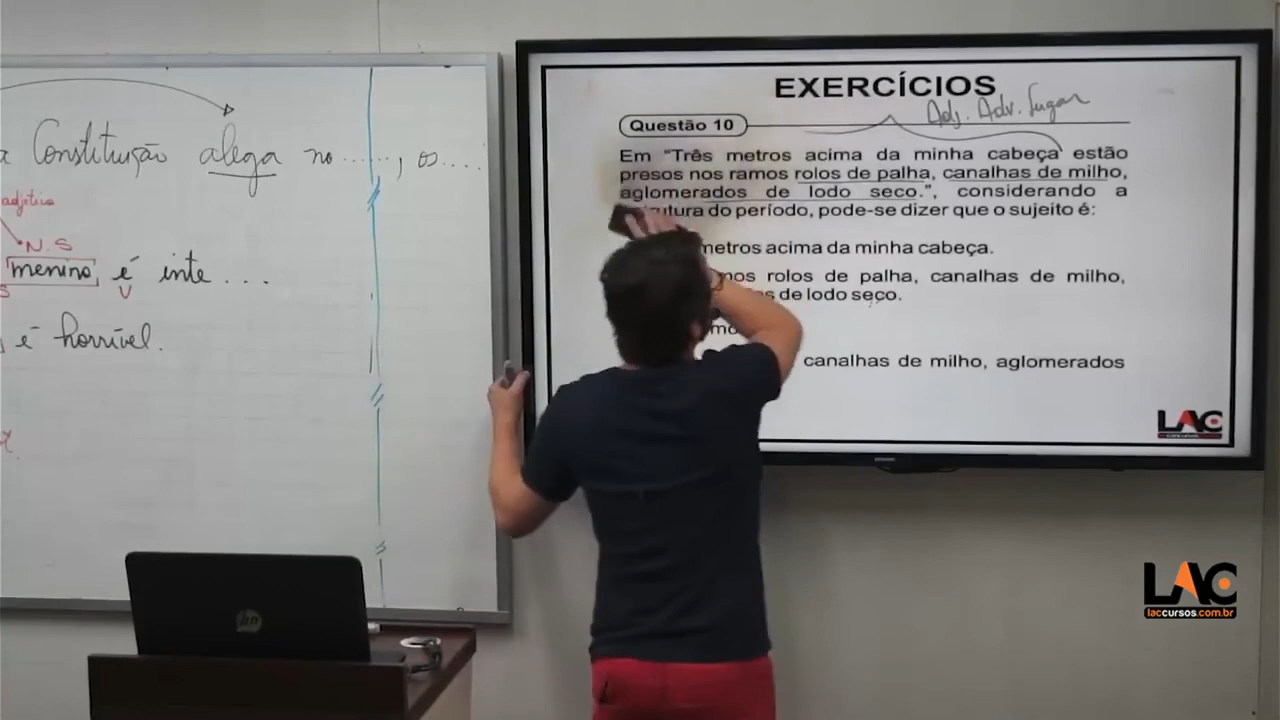 Constituição alega no ....., os ....
adjetivo
N.S
menino é inte ...
V
é horrível.
EXERCÍCIOS
Adj. Adv. Lugar
Questão 10
Em “Três metros acima da minha cabeça estão
presos nos ramos rolos de palha, canalhas de milho,
aglomerados de lodo seco.”, considerando a
do período, pode-se dizer que o sujeito é:
metros acima da minha cabeça.
rolos de palha, canalhas de milho,
de lodo seco.
canalhas de milho, aglomerados
LAC
CONCURSOS
hp
LAC
laccursos.com.br